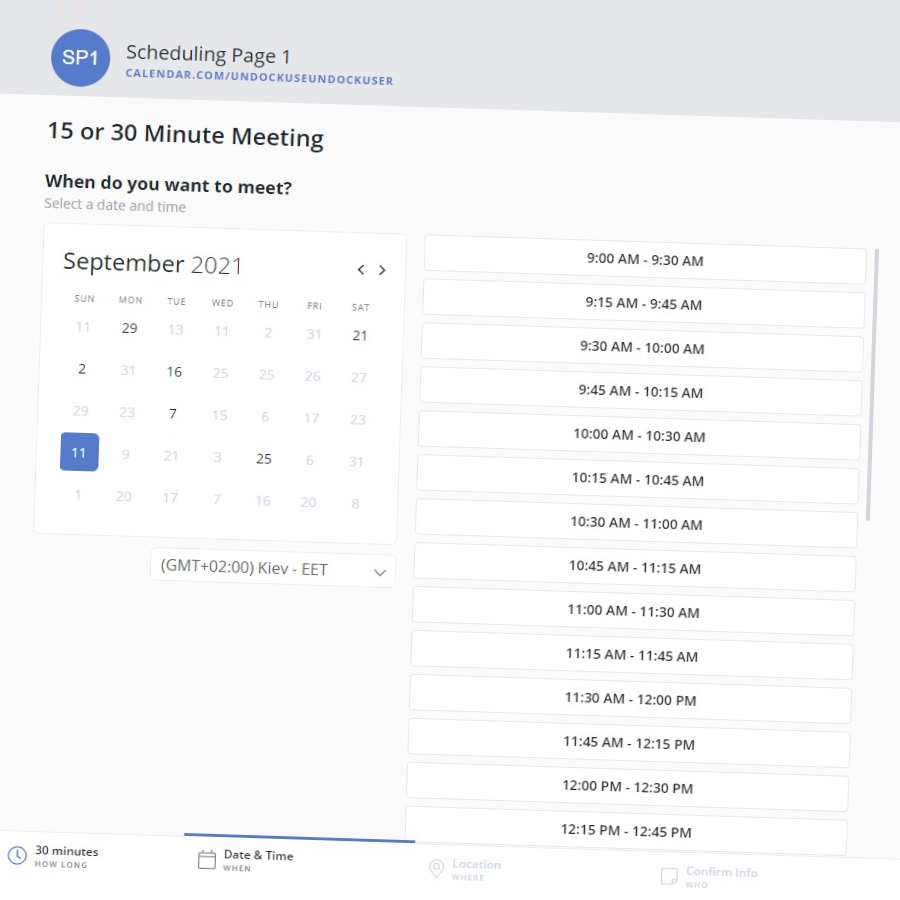 SP1
Scheduling Page 1
CALENDAR.COM/UNDOCKUSEUNDOCKUSER
15 or 30 Minute Meeting
When do you want to meet?
Select a date and time
September 2021
SUN MON TUE WED THU FRI SAT
11 29 13 11 2 31 21
2 31 16 25 25 26 27
29 23 7 15 6 17 23
11 9 21 3 25 6 31
1 20 17 7 16 20 8
(GMT+02:00) Kiev - EET
9:00 AM - 9:30 AM
9:15 AM - 9:45 AM
9:30 AM - 10:00 AM
9:45 AM - 10:15 AM
10:00 AM - 10:30 AM
10:15 AM - 10:45 AM
10:30 AM - 11:00 AM
10:45 AM - 11:15 AM
11:00 AM - 11:30 AM
11:15 AM - 11:45 AM
11:30 AM - 12:00 PM
11:45 AM - 12:15 PM
12:00 PM - 12:30 PM
12:15 PM - 12:45 PM
30 minutes
HOW LONG
Date & Time
WHEN
Location
WHERE
Confirm Info
WHO